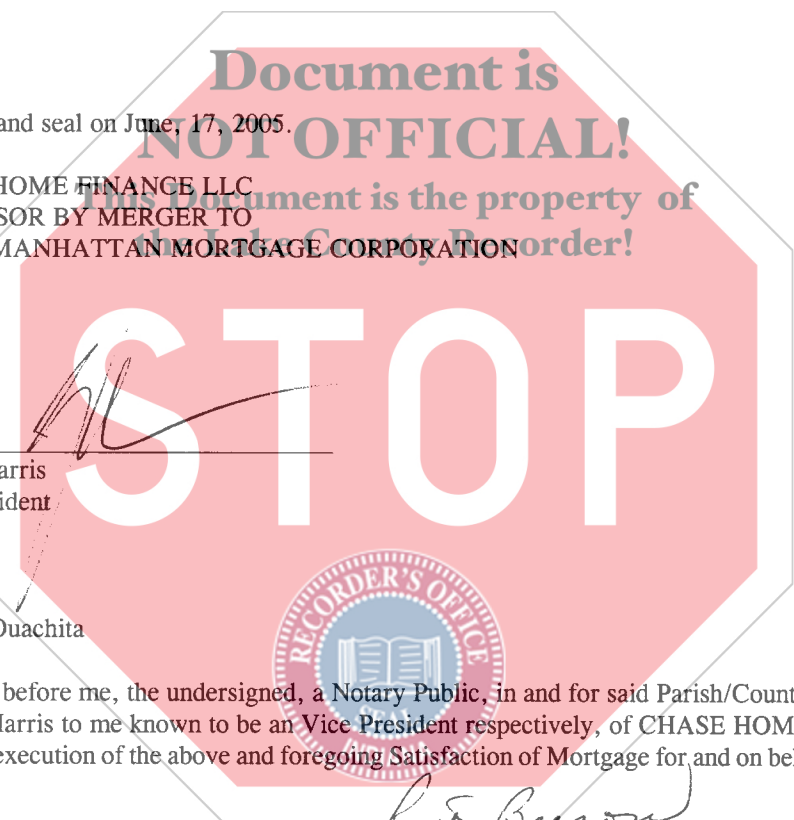 Document is
and seal on June, 17, 2005.
NOT OFFICIAL!
HOME FINANCE LLC
This Document is the property of
SOR BY MERGER TO
MANHATTAN MORTGAGE CORPORATION
the Lake County Recorder!
STOP
arris
ident
RECORDER'S OFFICE
Ouachita
before me, the undersigned, a Notary Public, in and for said Parish/Count
Harris to me known to be an Vice President respectively, of CHASE HOM
execution of the above and foregoing Satisfaction of Mortgage for and on bel